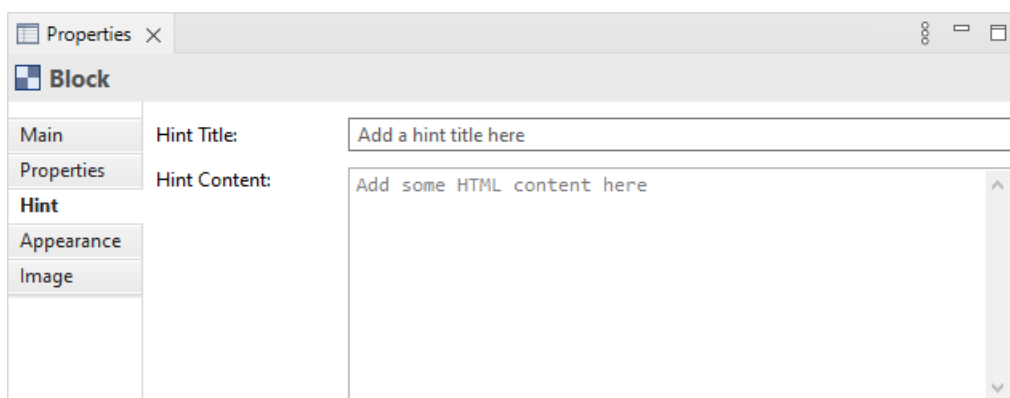 Properties
Block
Main
Properties
Hint
Appearance
Image
Hint Title:
Add a hint title here
Hint Content:
Add some HTML content here